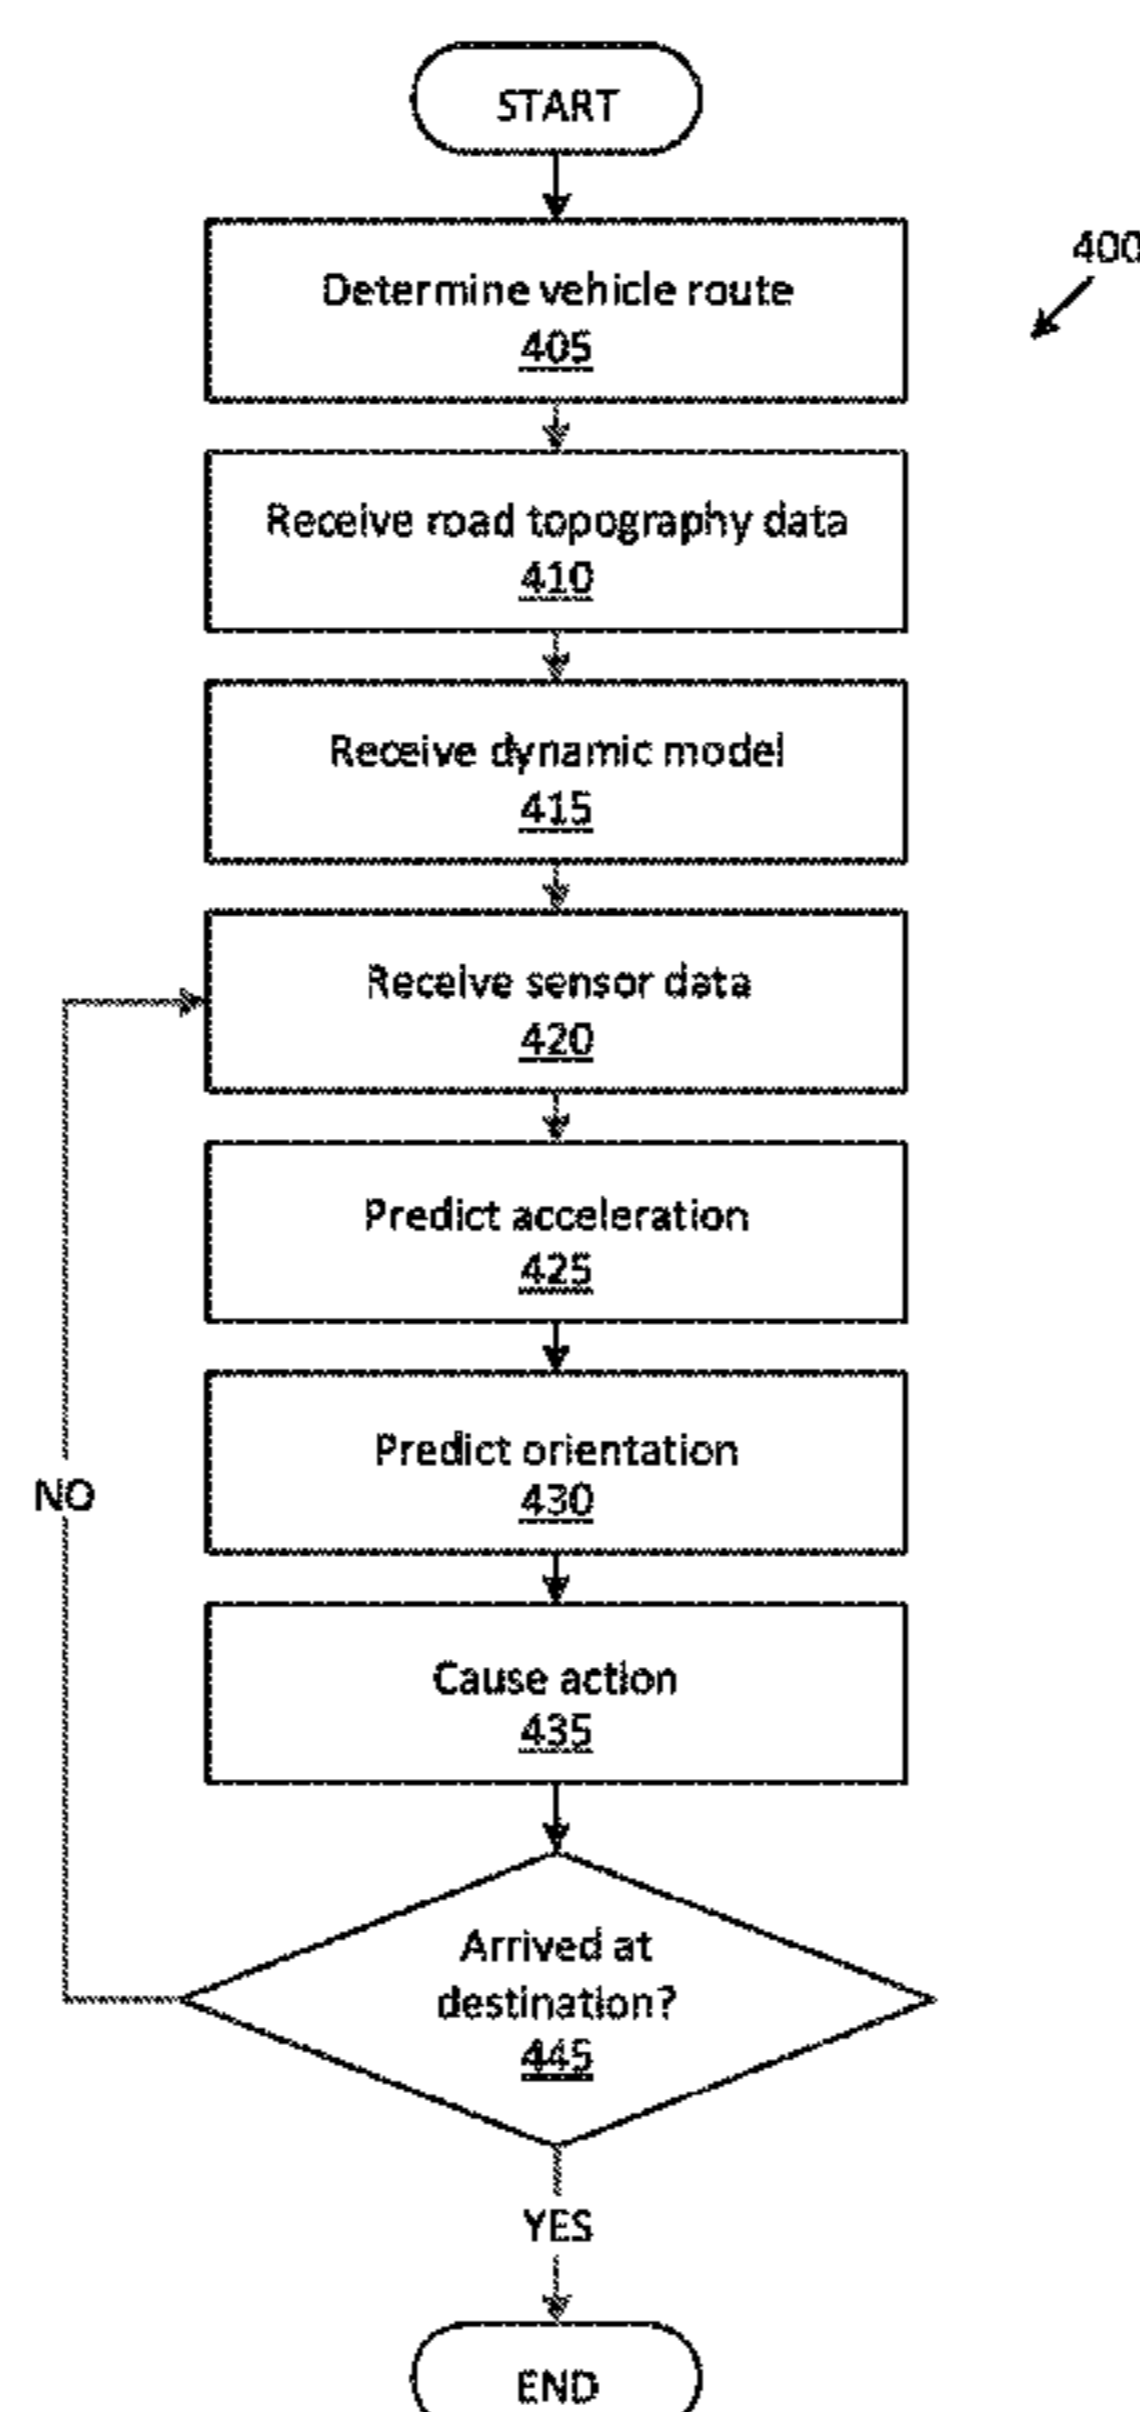 START
400
Determine vehicle route
405
Receive road topography data
410
Receive dynamic model
415
Receive sensor data
420
Predict acceleration
425
Predict orientation
430
NO
Cause action
435
Arrived at
destination?
445
YES
END